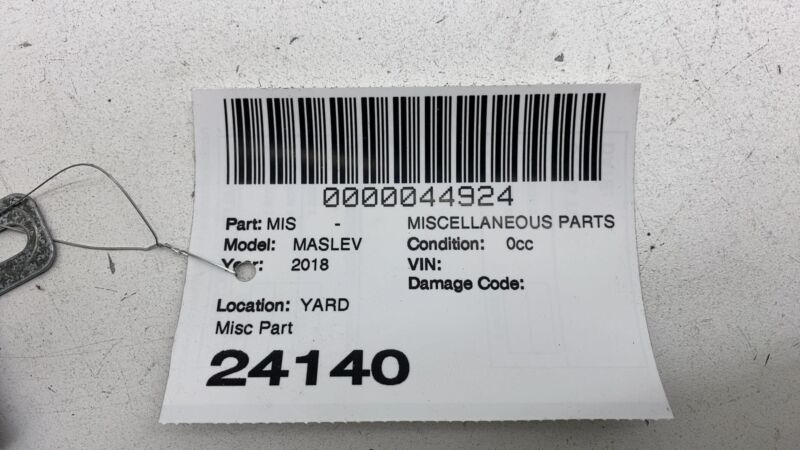 0000044924
Part: MIS - MISCELLANEOUS PARTS
Model: MASLEV Condition: 0cc
Year: 2018 VIN:
Damage Code:
Location: YARD
Misc Part
24140